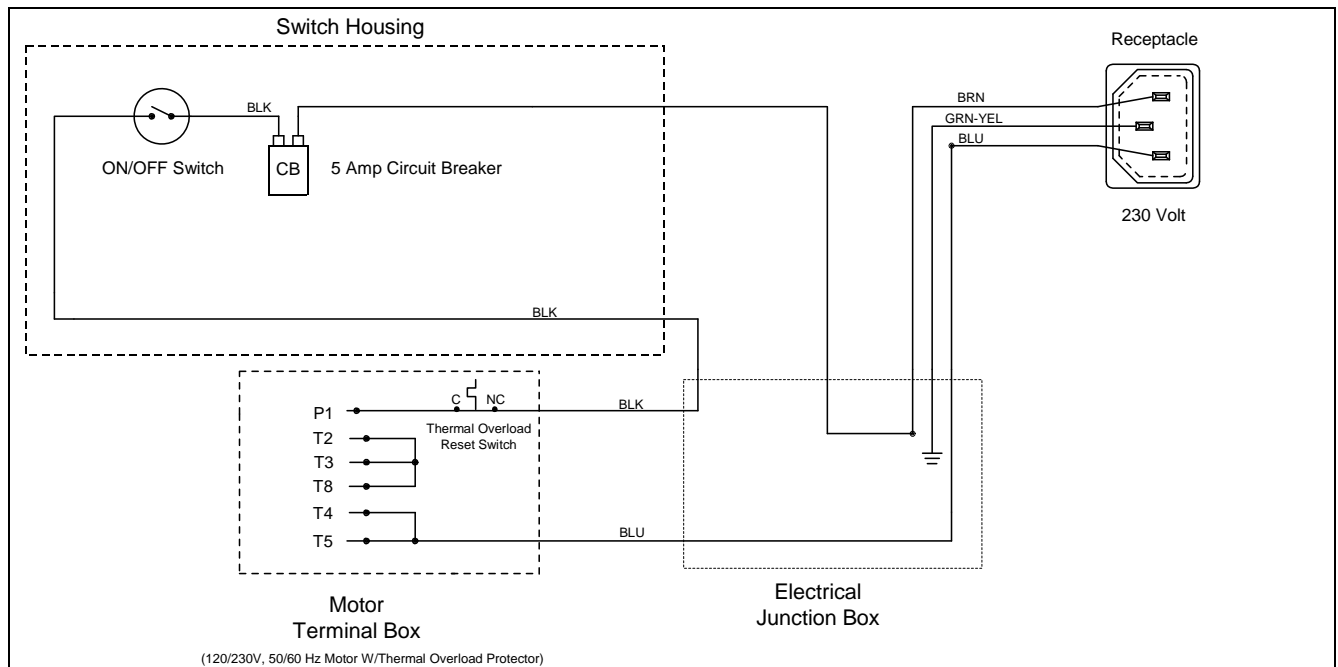 Switch Housing
Receptacle
BLK
BRN
GRN-YEL
BLU
ON/OFF Switch
CB
5 Amp Circuit Breaker
230 Volt
BLK
C
NC
BLK
P1
Thermal Overload
Reset Switch
T2
T3
T8
T4
T5
BLU
Electrical
Junction Box
Motor
Terminal Box
(120/230V, 50/60 Hz Motor W/Thermal Overload Protector)